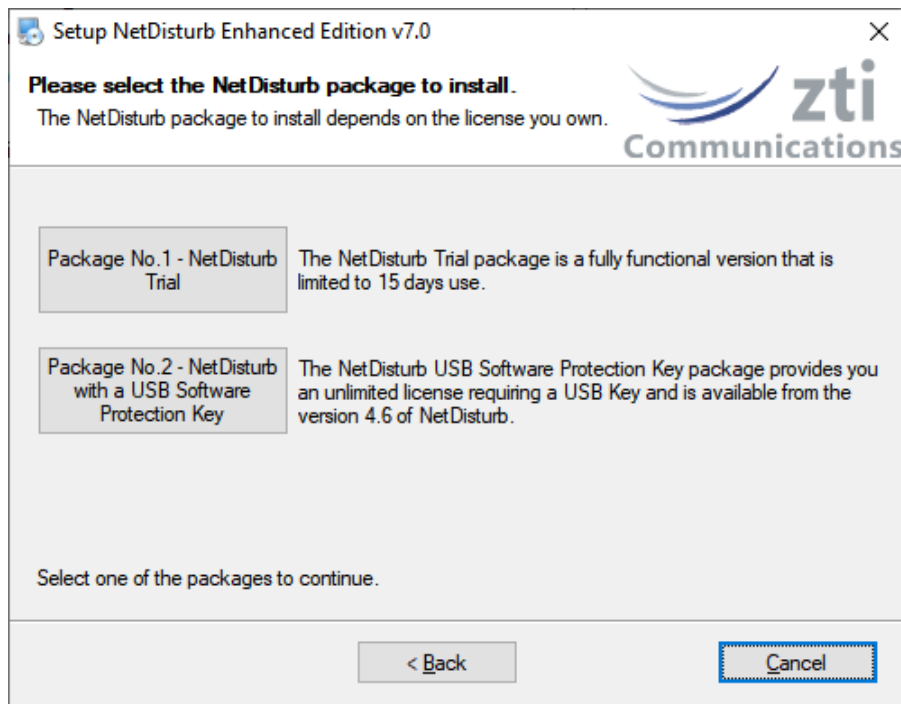 Setup NetDisturb Enhanced Edition v7.0
Please select the NetDisturb package to install.
The NetDisturb package to install depends on the license you own.
zti
Communications
Package No.1 - NetDisturb
Trial
The NetDisturb Trial package is a fully functional version that is
limited to 15 days use.
Package No.2 - NetDisturb
with a USB Software
Protection Key
The NetDisturb USB Software Protection Key package provides you
an unlimited license requiring a USB Key and is available from the
version 4.6 of NetDisturb.
Select one of the packages to continue.
< Back
Cancel